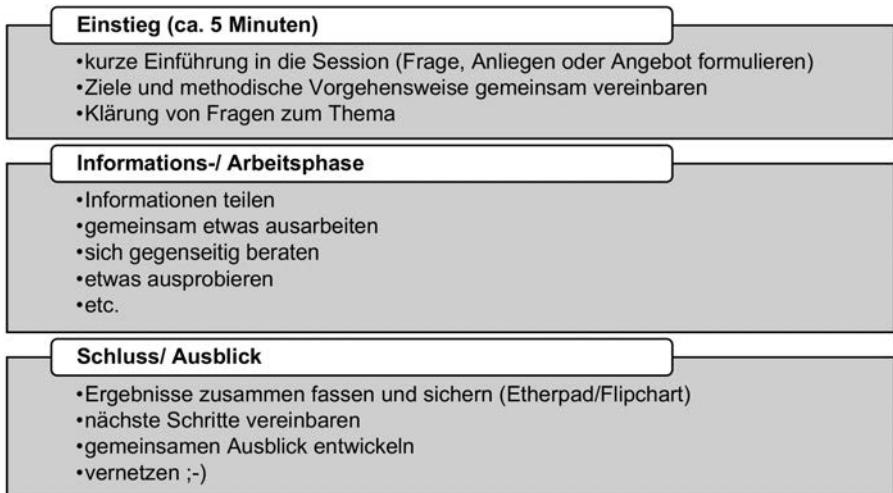 Einstieg (ca. 5 Minuten)
•kurze Einführung in die Session (Frage, Anliegen oder Angebot formulieren)
•Ziele und methodische Vorgehensweise gemeinsam vereinbaren
•Klärung von Fragen zum Thema
Informations-/ Arbeitsphase
•Informationen teilen
•gemeinsam etwas ausarbeiten
•sich gegenseitig beraten
•etwas ausprobieren
•etc.
Schluss/ Ausblick
•Ergebnisse zusammen fassen und sichern (Etherpad/Flipchart)
•nächste Schritte vereinbaren
•gemeinsamen Ausblick entwickeln
•vernetzen ;-)